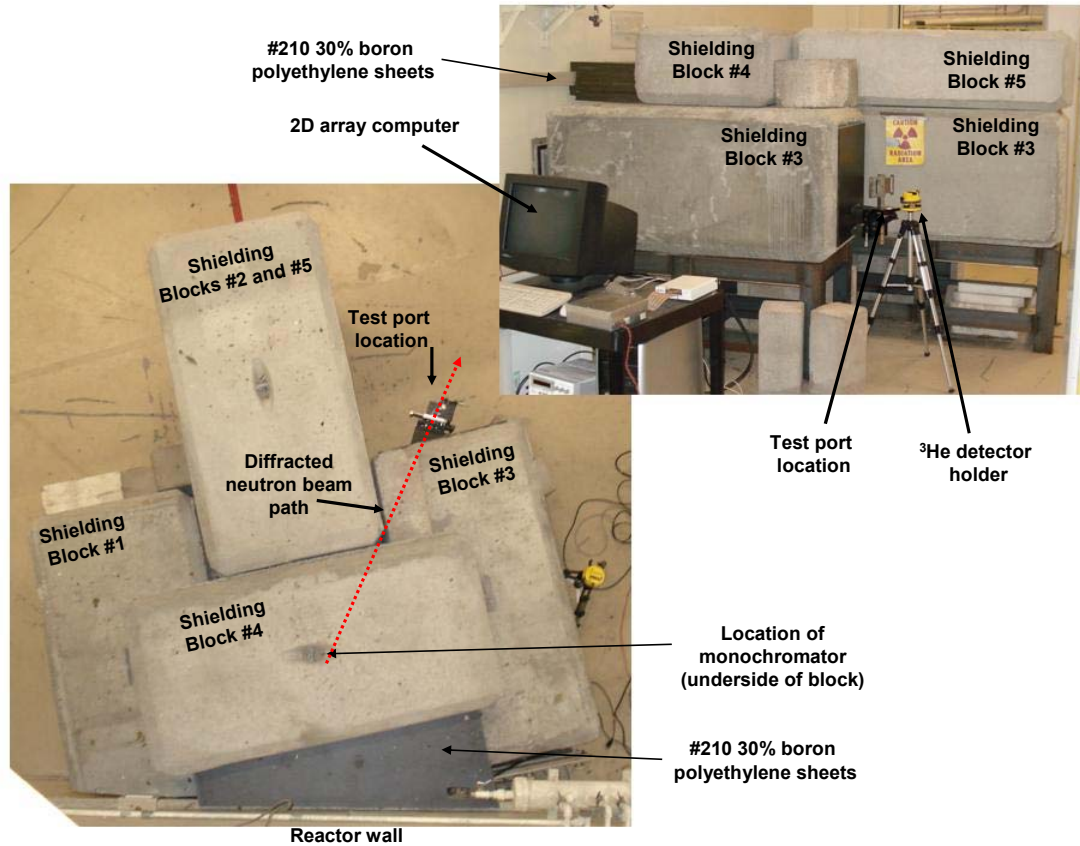 #210 30% boron
polyethylene sheets
2D array computer
Shielding
Block #4
Shielding
Block #5
Shielding
Block #3
Shielding
Block #3
CAUTION
RADIATION
AREA
Test port
location
³He detector
holder
Shielding
Blocks #2 and #5
Test port
location
Diffracted
neutron beam
path
Shielding
Block #3
Shielding
Block #1
Shielding
Block #4
Location of
monochromator
(underside of block)
#210 30% boron
polyethylene sheets
Reactor wall